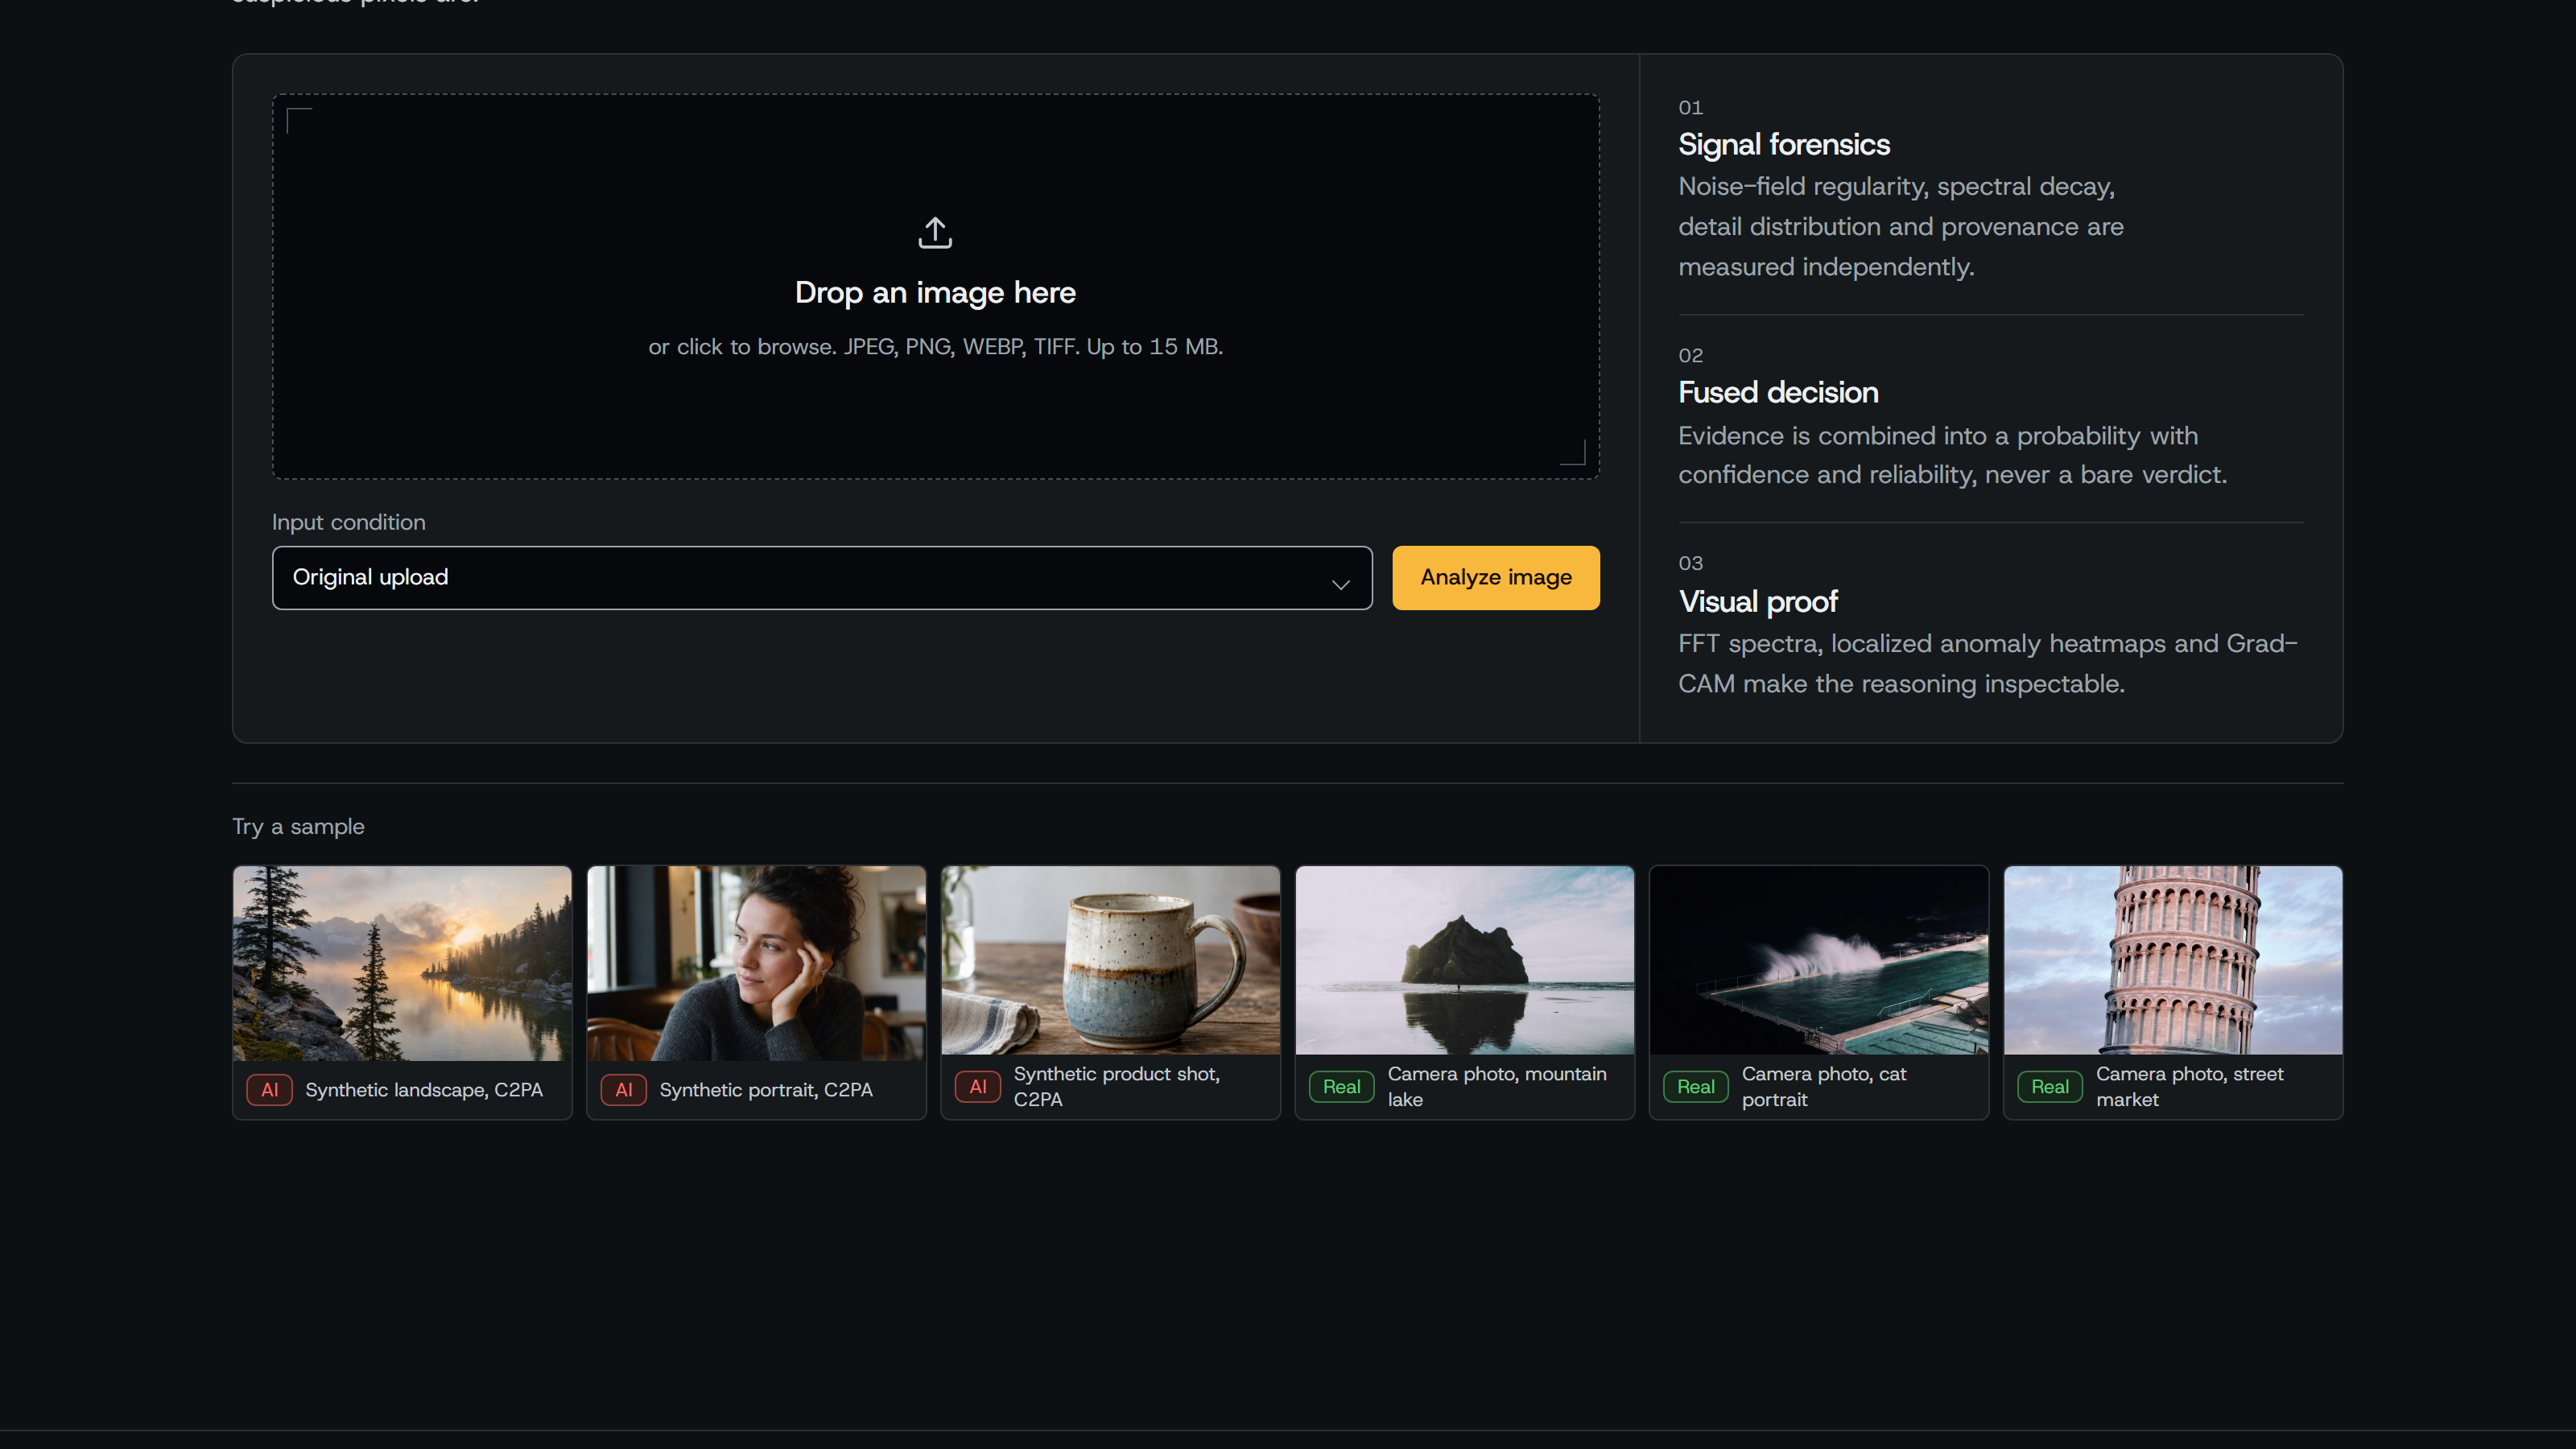 01
Signal forensics
Noise-field regularity, spectral decay,
detail distribution and provenance are
measured independently.
Drop an image here
or click to browse. JPEG, PNG, WEBP, TIFF. Up to 15 MB.
02
Fused decision
Evidence is combined into a probability with
confidence and reliability, never a bare verdict.
Input condition
Original upload
Analyze image
03
Visual proof
FFT spectra, localized anomaly heatmaps and Grad-
CAM make the reasoning inspectable.
Try a sample
AI Synthetic landscape, C2PA
AI Synthetic portrait, C2PA
AI Synthetic product shot,
C2PA
Real Camera photo, mountain
lake
Real Camera photo, cat
portrait
Real Camera photo, street
market